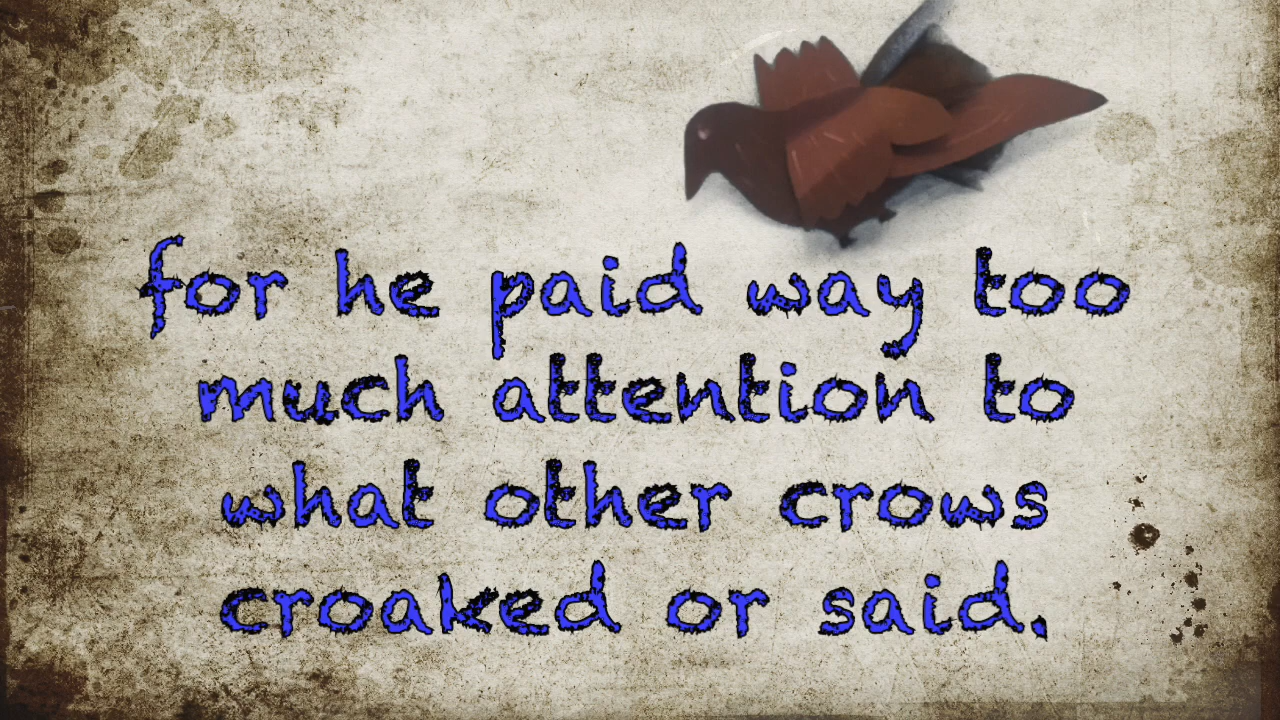 for he paid way too
much attention to
what other crows
croaked or said.